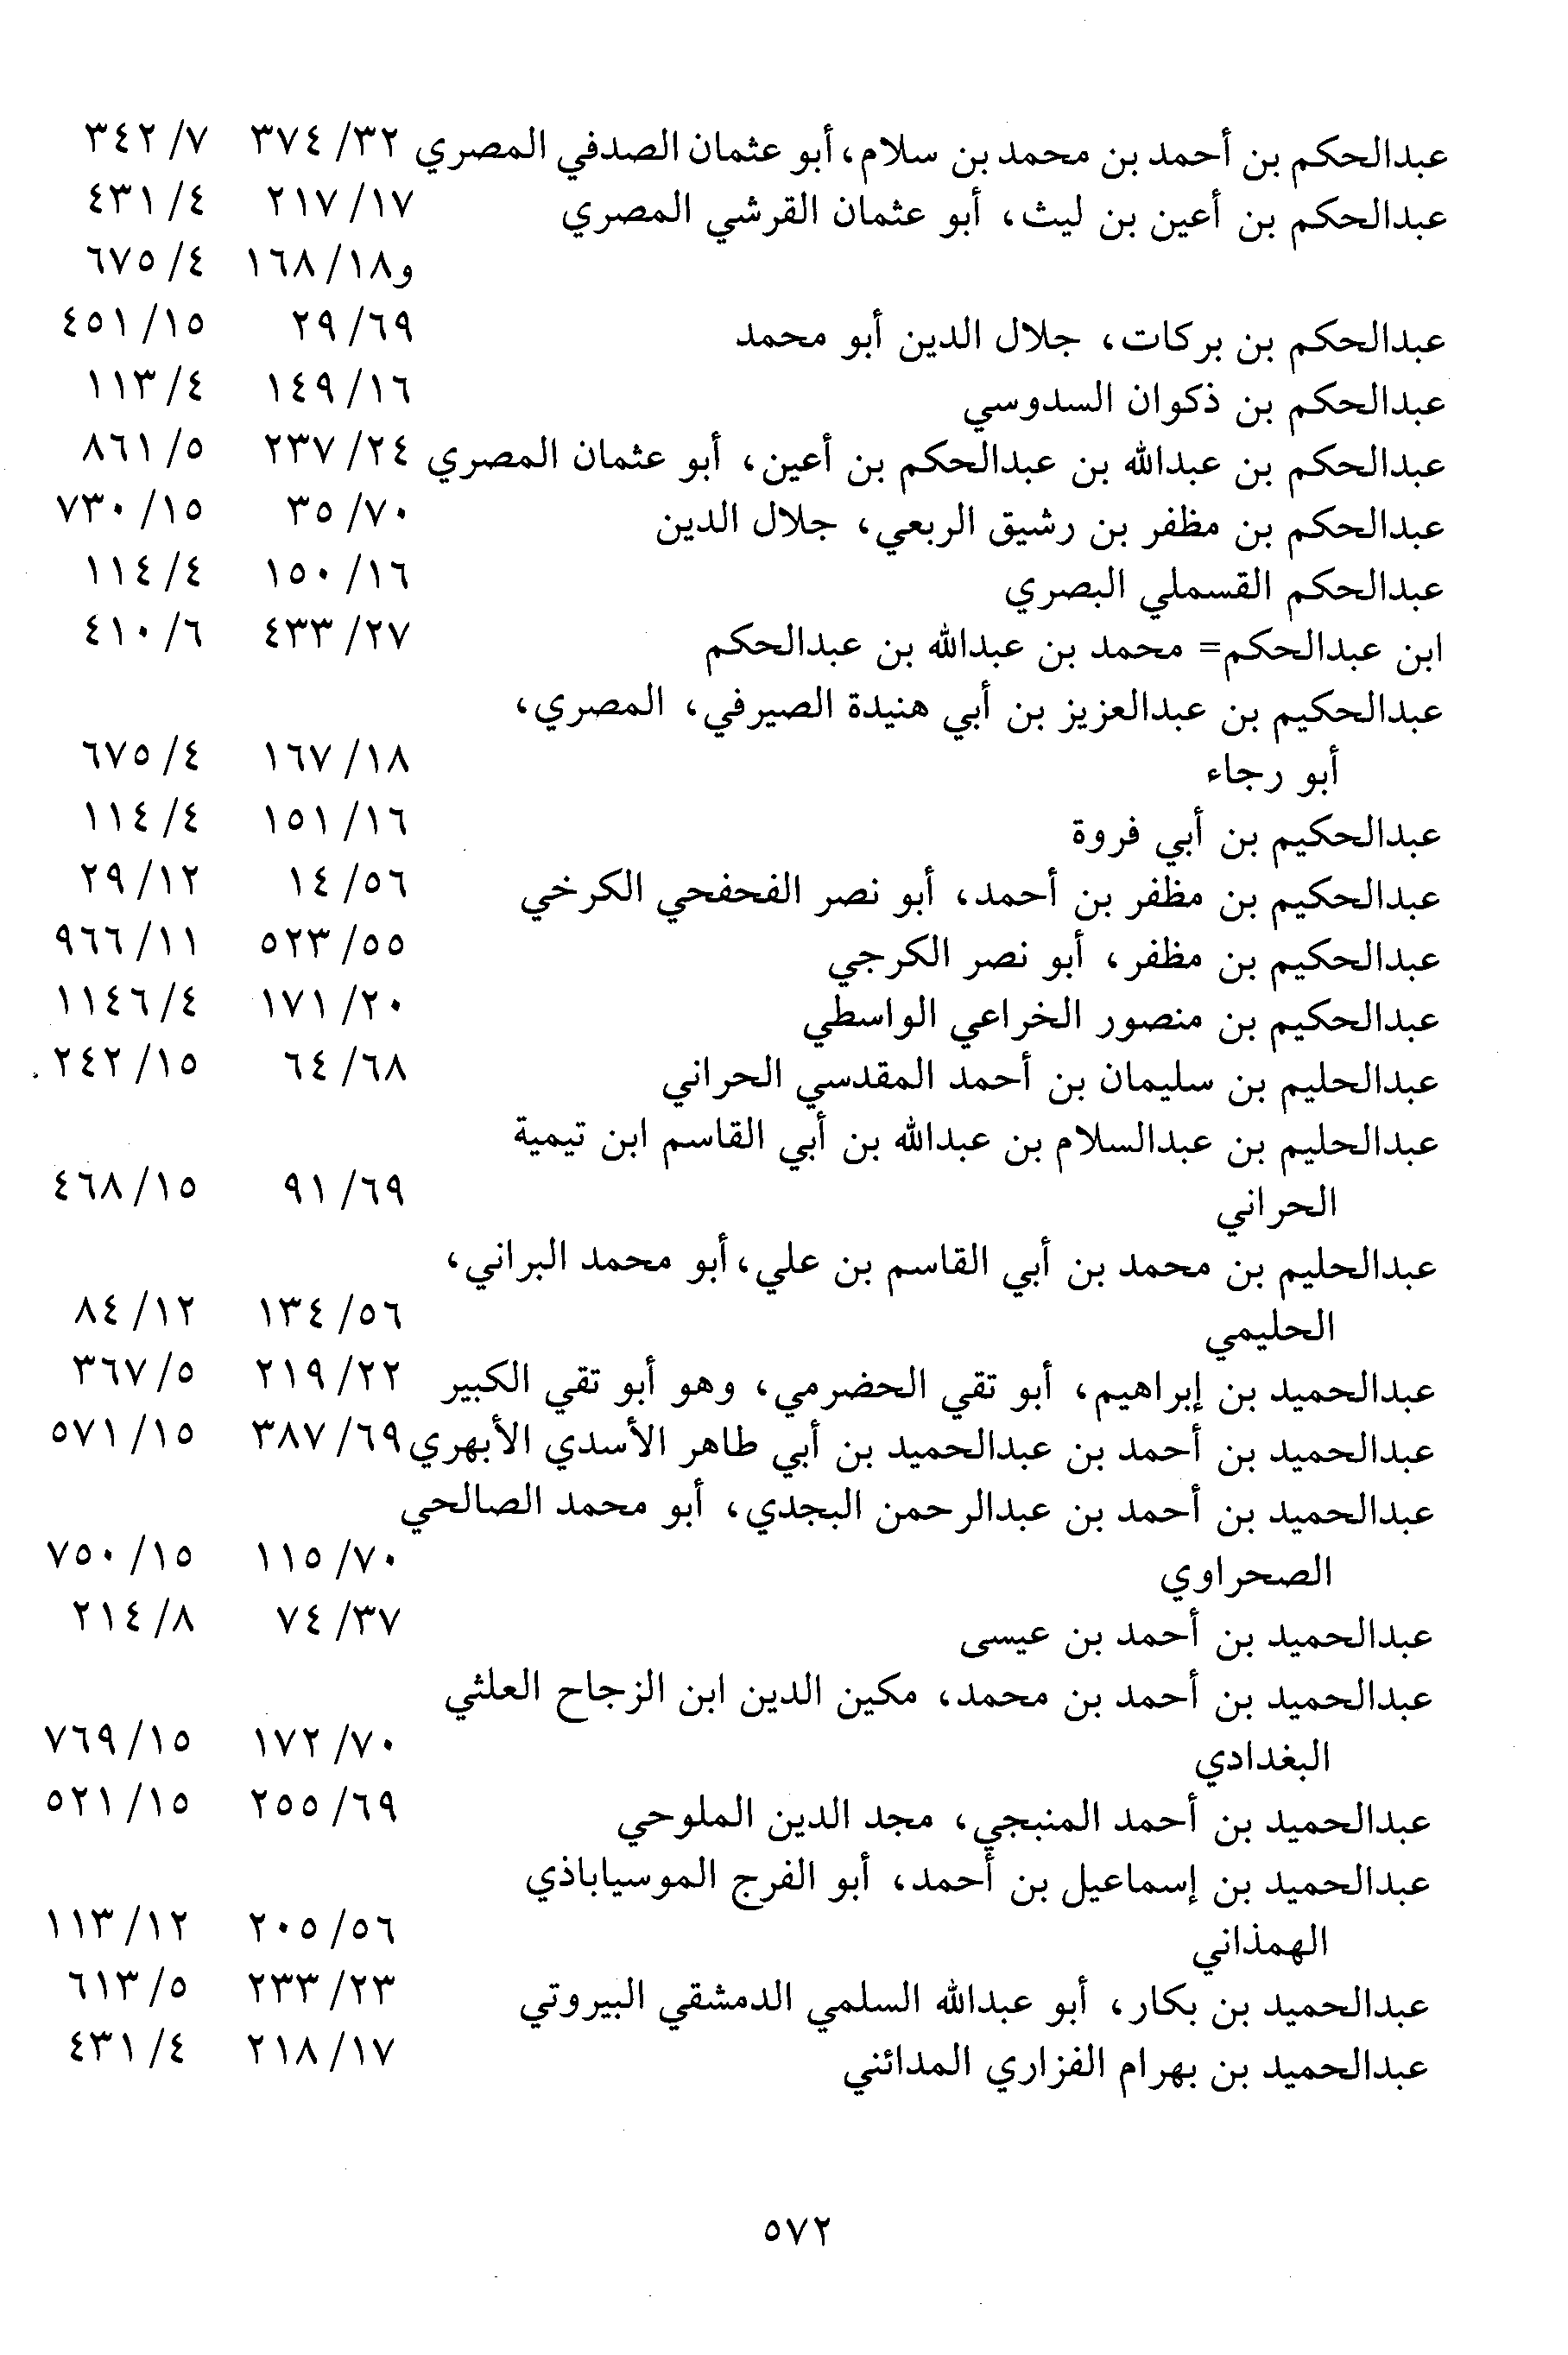 عبدالحكم بن أحمد بن محمد بن سلام، أبو عثمان الصدفي المصري ٣٢/ ٣٧٤ ٧/ ٣٤٢
عبدالحكم بن أعين بن ليث، أبو عثمان القرشي المصري ١٧/ ٢١٧ ٤/ ٤٣١
و١٨/ ١٦٨ ٤/ ٦٧٥
عبدالحكم بن بركات، جلال الدين أبو محمد ٦٩/ ٢٩ ١٥/ ٤٥١
عبدالحكم بن ذكوان السدوسي ١٦/ ١٤٩ ٤/ ١١٣
عبدالحكم بن عبدالله بن عبدالحكم بن أعين، أبو عثمان المصري ٢٤/ ٢٣٧ ٥/ ٨٦١
عبدالحكم بن مظفر بن رشيق الربعي، جلال الدين ٧٠/ ٣٥ ١٥/ ٧٣٠
عبدالحكم القسملي البصري ١٦/ ١٥٠ ٤/ ١١٤
ابن عبدالحكم= محمد بن عبدالله بن عبدالحكم ٢٧/ ٤٣٣ ٦/ ٤١٠
عبدالحكيم بن عبدالعزيز بن أبي هنيدة الصيرفي، المصري،
أبو رجاء ١٨/ ١٦٧ ٤/ ٦٧٥
عبدالحكيم بن أبي فروة ١٦/ ١٥١ ٤/ ١١٤
عبدالحكيم بن مظفر بن أحمد، أبو نصر الفحفحي الكرخي ٥٦/ ١٤ ١٢/ ٢٩
عبدالحكيم بن مظفر، أبو نصر الكرجي ٥٥/ ٥٢٣ ١١/ ٩٦٦
عبدالحكيم بن منصور الخراعي الواسطي ٢٠/ ١٧١ ٤/ ١١٤٦
عبدالحليم بن سليمان بن أحمد المقدسي الحراني ٦٨/ ٦٤ ١٥/ ٢٤٢
عبدالحليم بن عبدالسلام بن عبدالله بن أبي القاسم ابن تيمية
الحراني ٦٩/ ٩١ ١٥/ ٤٦٨
عبدالحليم بن محمد بن أبي القاسم بن علي، أبو محمد البراني،
الحليمي ٥٦/ ١٣٤ ١٢/ ٨٤
عبدالحميد بن إبراهيم، أبو تقي الحضرمي، وهو أبو تقي الكبير ٢٢/ ٢١٩ ٥/ ٣٦٧
عبدالحميد بن أحمد بن عبدالحميد بن أبي طاهر الأسدي الأبهري ٦٩/ ٣٨٧ ١٥/ ٥٧١
عبدالحميد بن أحمد بن عبدالرحمن البجدي، أبو محمد الصالحي
الصحراوي ٧٠/ ١١٥ ١٥/ ٧٥٠
عبدالحميد بن أحمد بن عيسى ٣٧/ ٧٤ ٨/ ٢١٤
عبدالحميد بن أحمد بن محمد، مكين الدين ابن الزجاح العلثي
البغدادي ٧٠/ ١٧٢ ١٥/ ٧٦٩
عبدالحميد بن أحمد المنبجي، مجد الدين الملوحي ٦٩/ ٢٥٥ ١٥/ ٥٢١
عبدالحميد بن إسماعيل بن أحمد، أبو الفرج الموسياباذي
الهمذاني ٥٦/ ٢٠٥ ١٢/ ١١٣
عبدالحميد بن بكار، أبو عبدالله السلمي الدمشقي البيروتي ٢٣/ ٢٣٣ ٥/ ٦١٣
عبدالحميد بن بهرام الفزاري المدائني ١٧/ ٢١٨ ٤/ ٤٣١
٥٧٢